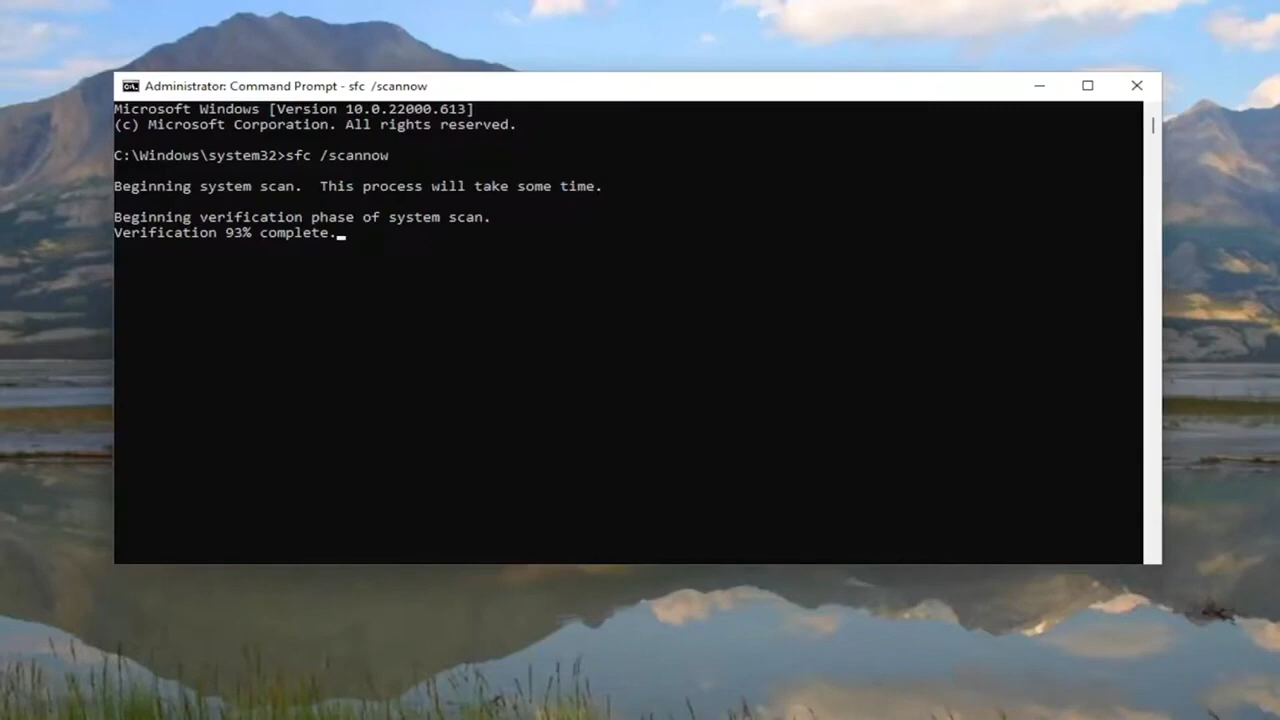 Administrator: Command Prompt - sfc  /scannow
Microsoft Windows [Version 10.0.22000.613]
(c) Microsoft Corporation. All rights reserved.
C:\Windows\system32>sfc /scannow
Beginning system scan.  This process will take some time.
Beginning verification phase of system scan.
Verification 93% complete.